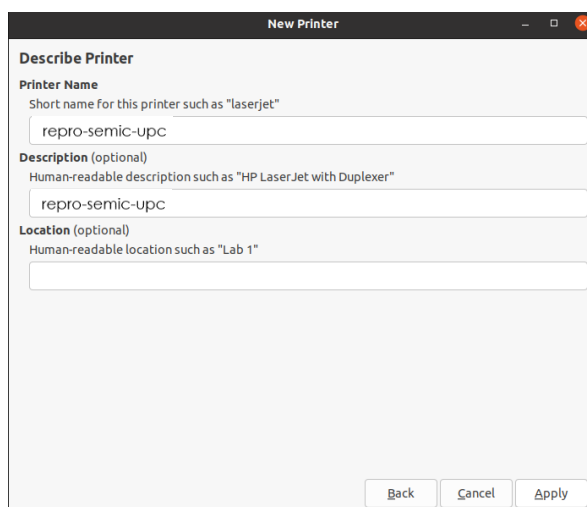 New Printer
Describe Printer
Printer Name
Short name for this printer such as "laserjet"
repro-semic-upc
Description (optional)
Human-readable description such as "HP LaserJet with Duplexer"
repro-semic-upc
Location (optional)
Human-readable location such as "Lab 1"
Back Cancel Apply